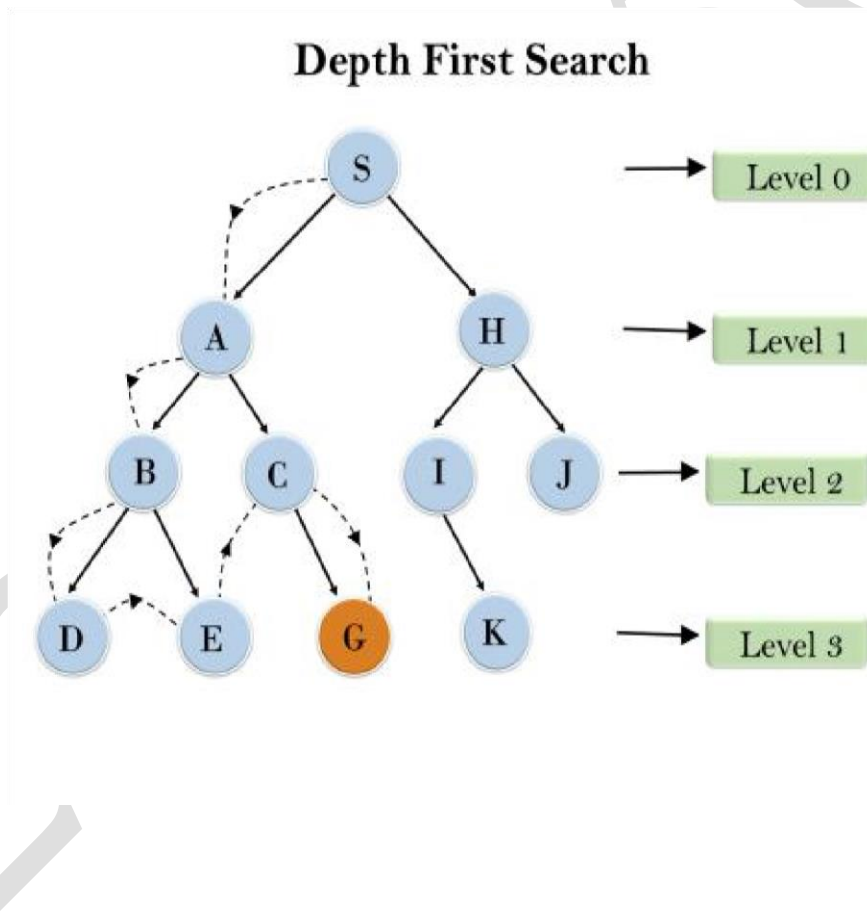 Depth First Search
S
Level 0
A
H
Level 1
B
C
I
J
Level 2
D
E
G
K
Level 3